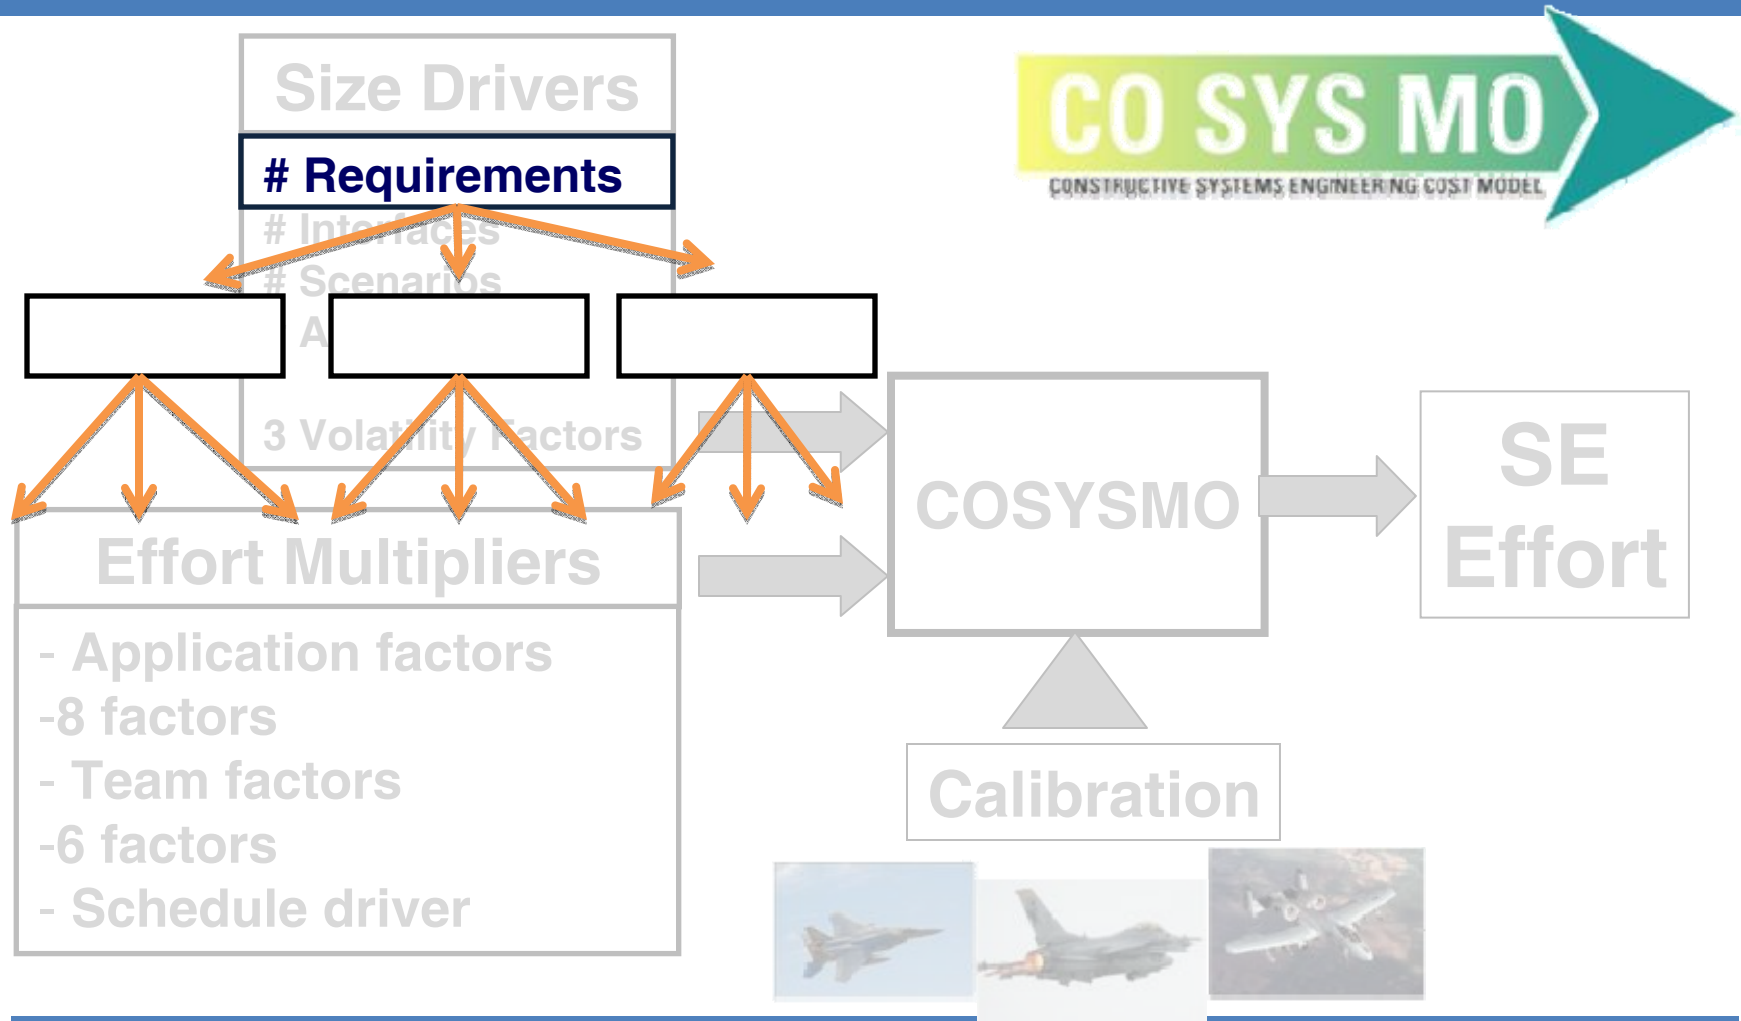 Size Drivers
# Requirements
# Interfaces
# Scenarios
3 Volatility Factors
Effort Multipliers
- Application factors
-8 factors
- Team factors
-6 factors
- Schedule driver
CO SYS MO
CONSTRUCTIVE SYSTEMS ENGINEERING COST MODEL
COSYSMO
SE
Effort
Calibration